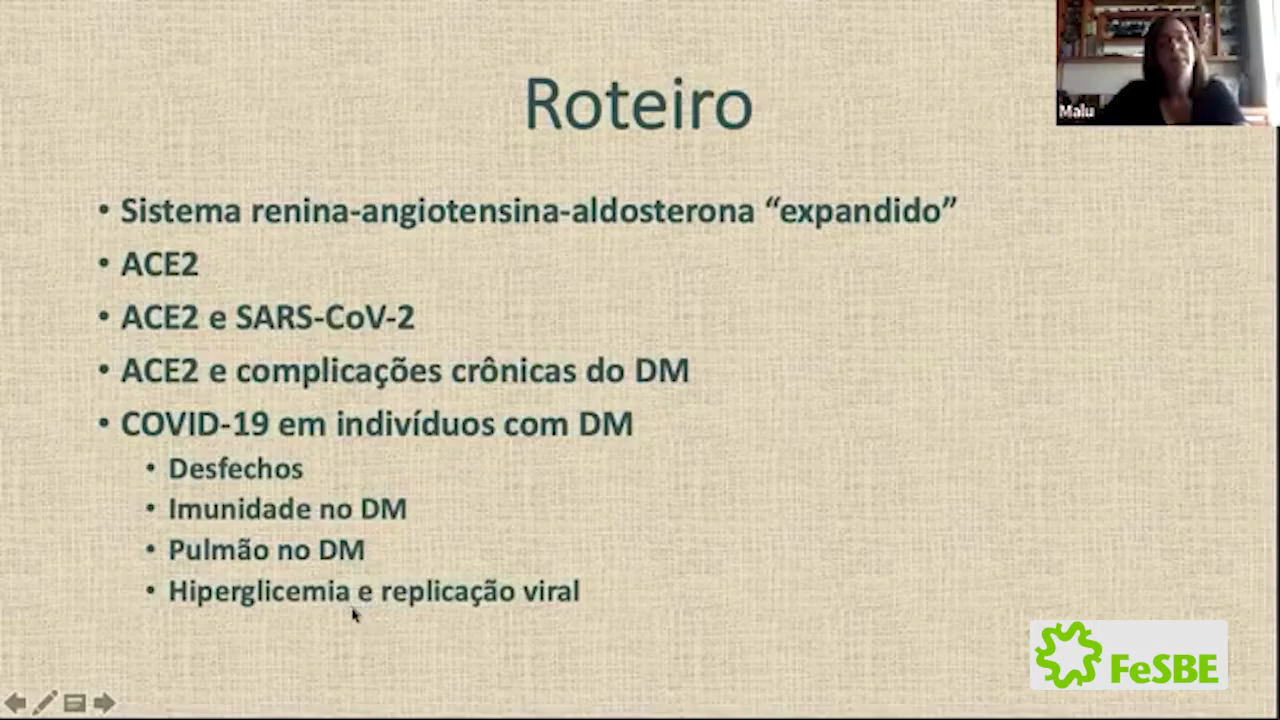 Roteiro
Malu
• Sistema renina-angiotensina-aldosterona “expandido”
• ACE2
• ACE2 e SARS-CoV-2
• ACE2 e complicações crônicas do DM
• COVID-19 em indivíduos com DM
• Desfechos
• Imunidade no DM
• Pulmão no DM
• Hiperglicemia e replicação viral
FeSBE